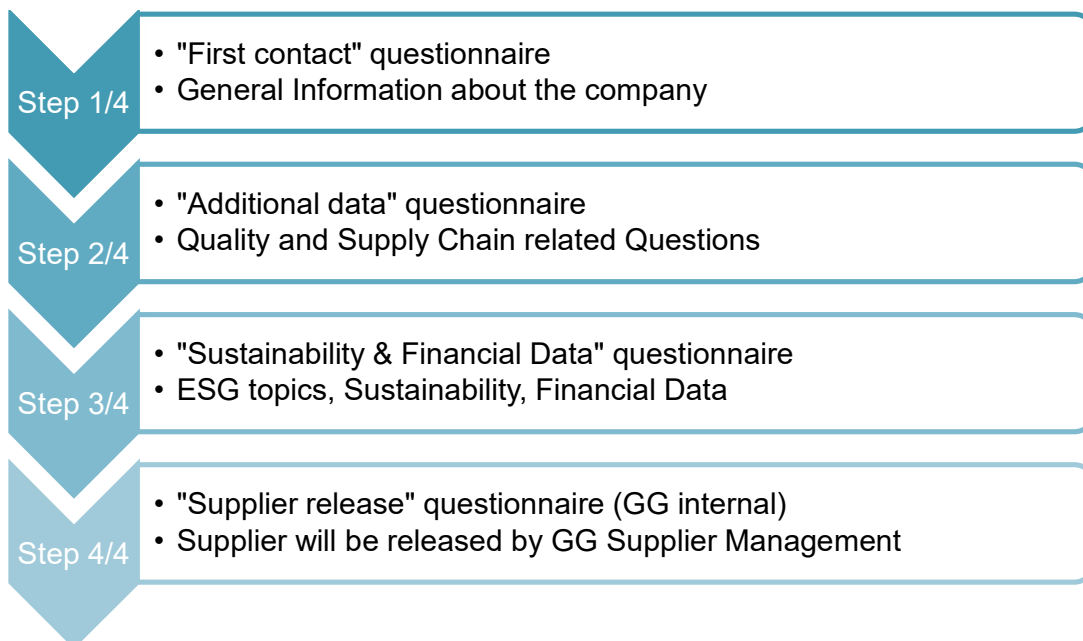 Step 1/4
• "First contact" questionnaire
• General Information about the company
Step 2/4
• "Additional data" questionnaire
• Quality and Supply Chain related Questions
Step 3/4
• "Sustainability & Financial Data" questionnaire
• ESG topics, Sustainability, Financial Data
Step 4/4
• "Supplier release" questionnaire (GG internal)
• Supplier will be released by GG Supplier Management